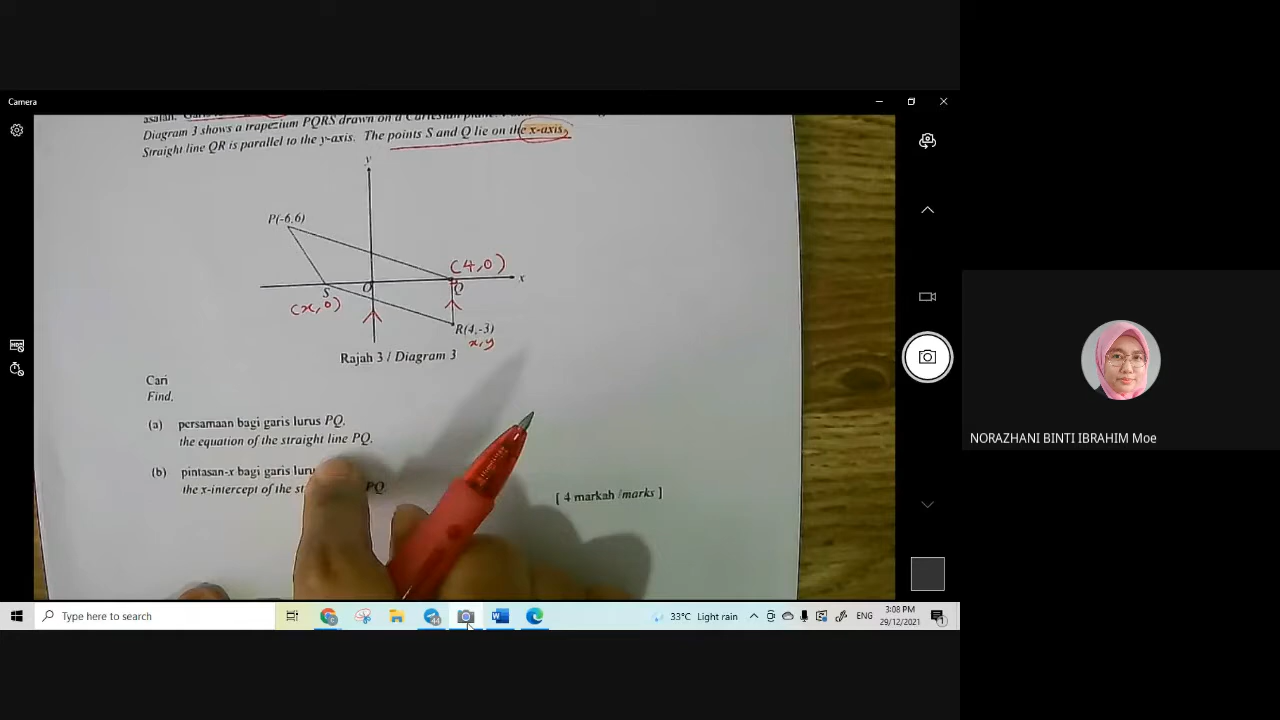 Camera
asalan.
Diagram 3 shows a trapezium PQRS drawn on a Cartesian plane.
Straight line QR is parallel to the y-axis. The points S and Q lie on the x-axis,
y
P(-6,6)
(4,0)
x
S
O
Q
(x,0)
R(4,-3)
x,y
Rajah 3 / Diagram 3
Cari
Find,
(a) persamaan bagi garis lurus PQ,
the equation of the straight line PQ.
(b) pintasan-x bagi garis luru
the x-intercept of the st PQ
[ 4 markah /marks ]
NORAZHANI BINTI IBRAHIM Moe
Type here to search
44
33°C Light rain
ENG
3:08 PM
29/12/2021
1